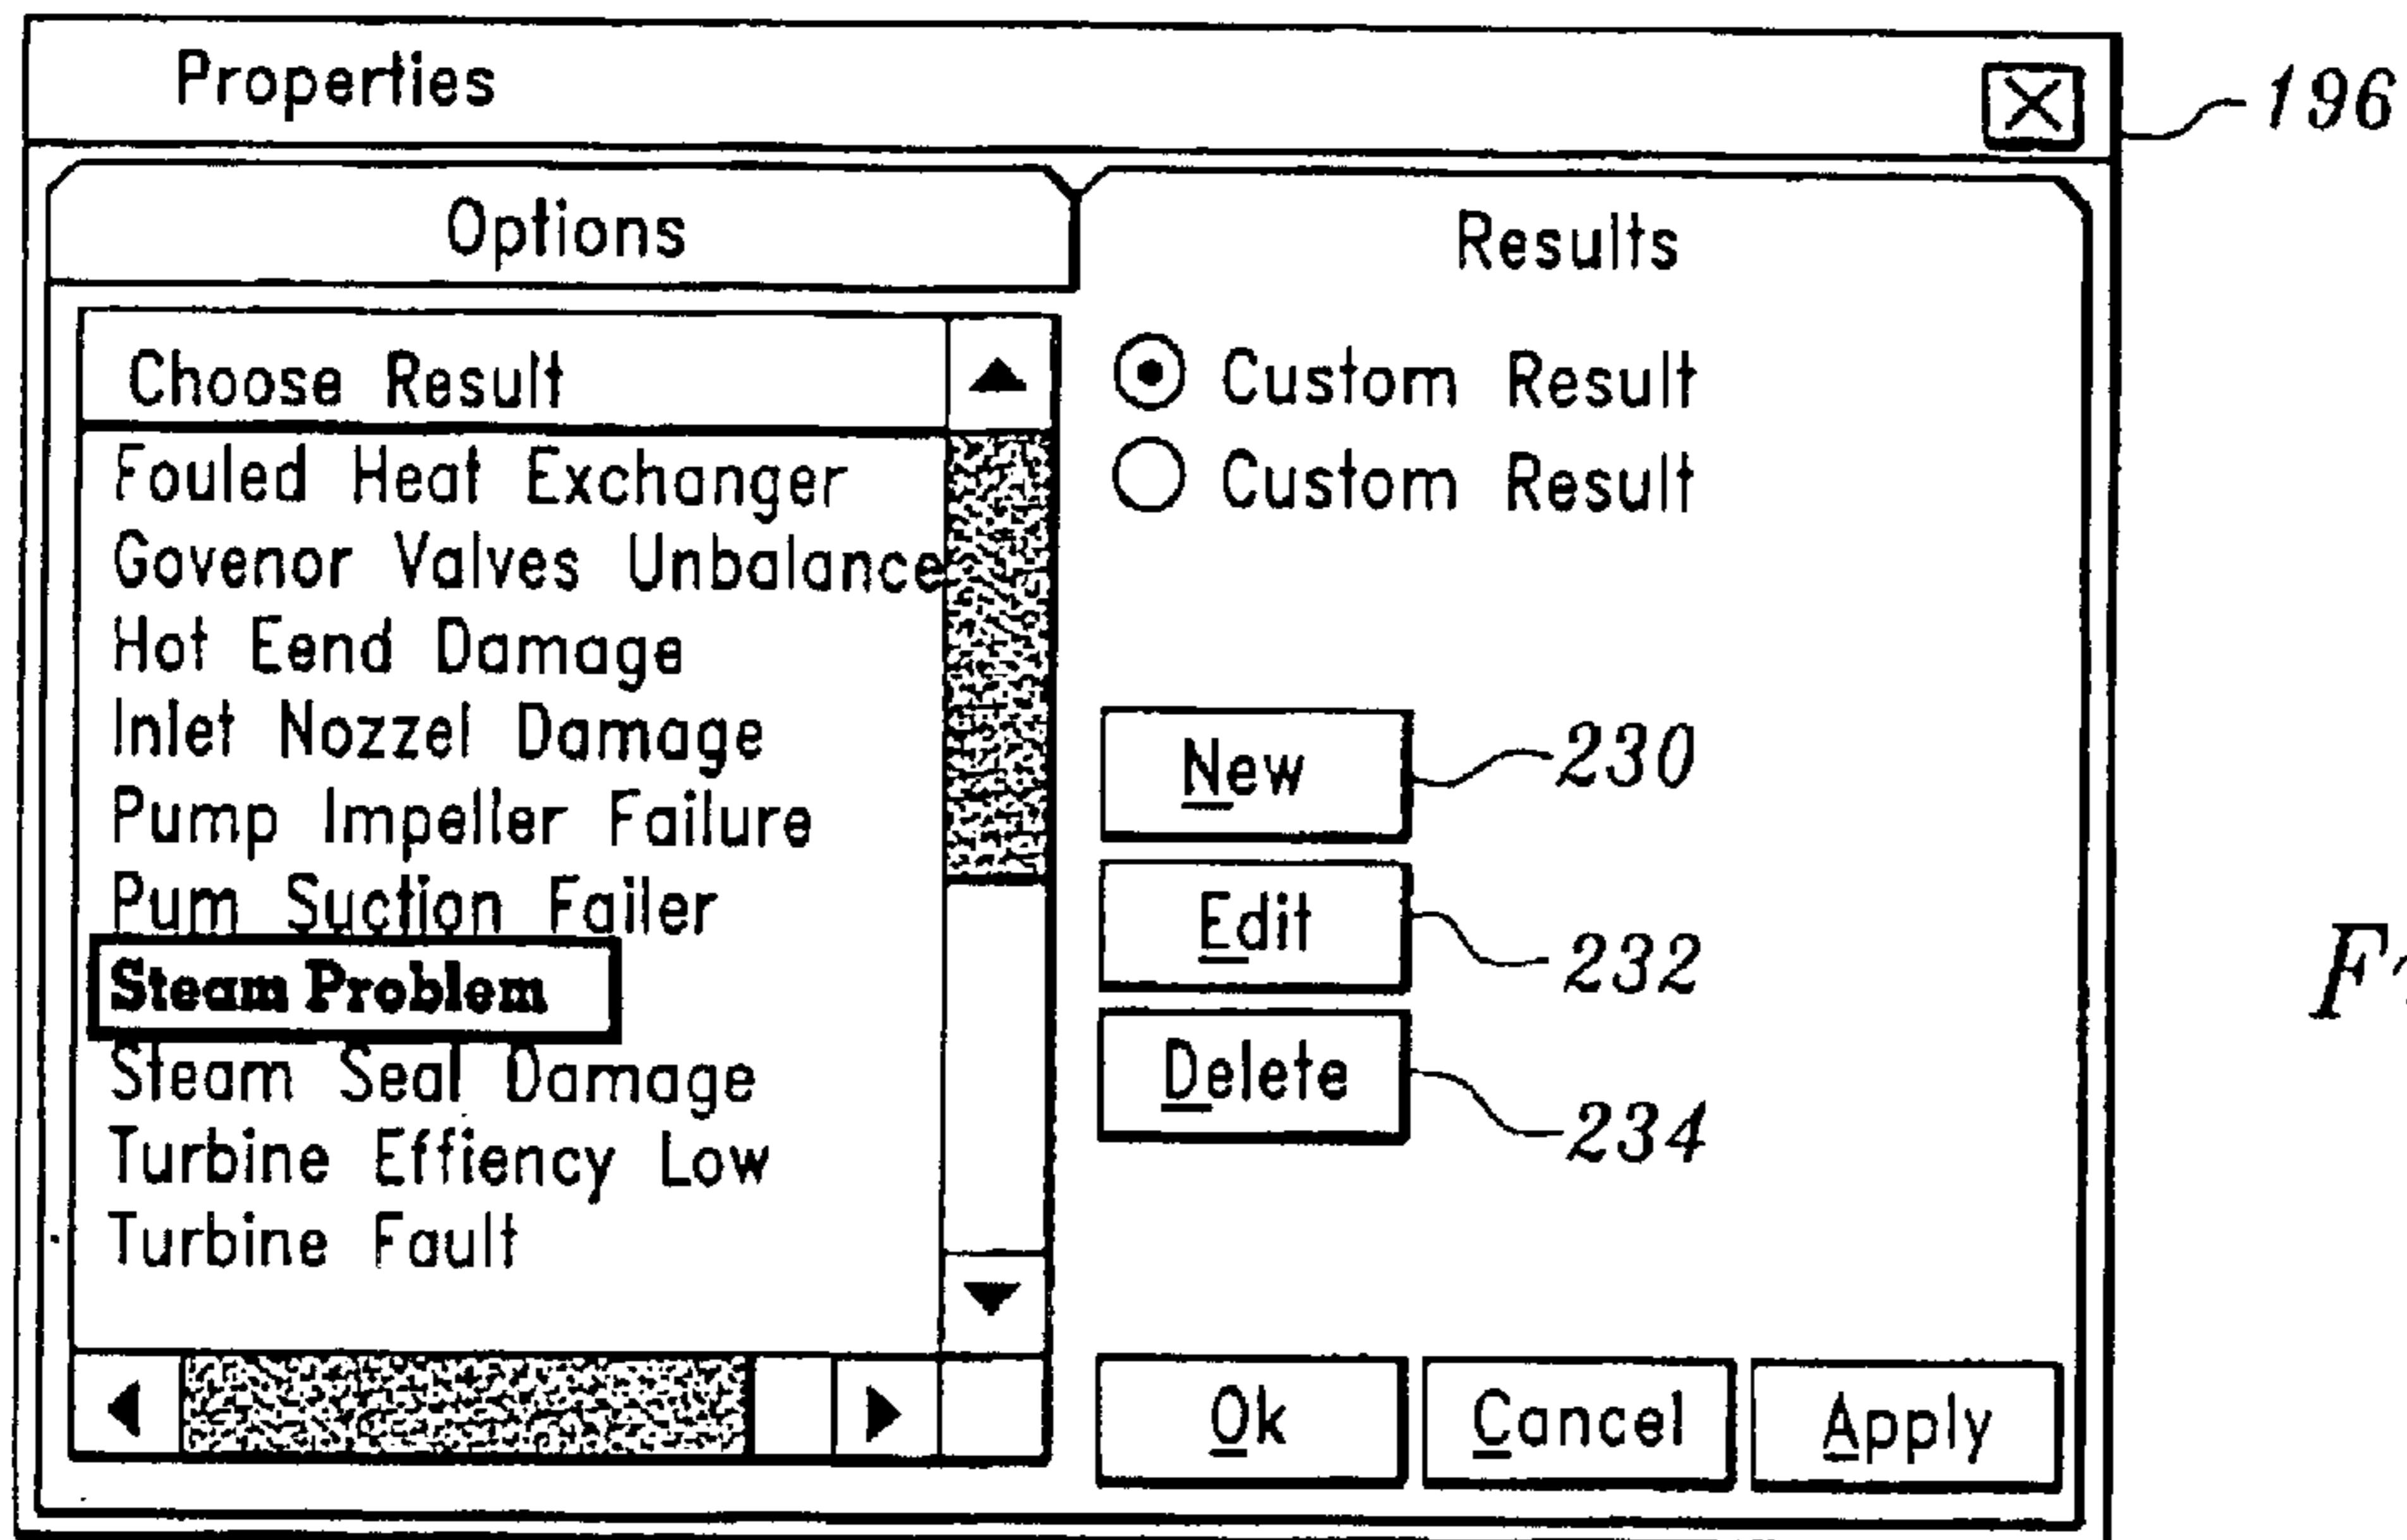 Properties
196
Options
Results
Choose Result
Fouled Heat Exchanger
Govenor Valves Unbalance
Hot Eend Damage
Inlet Nozzel Damage
Pump Impeller Failure
Pum Suction Failer
Steam Problem
Steam Seal Damage
Turbine Effiency Low
Turbine Fault
Custom Result
Custom Result
New
230
Edit
232
Delete
234
Ok
Cancel
Apply